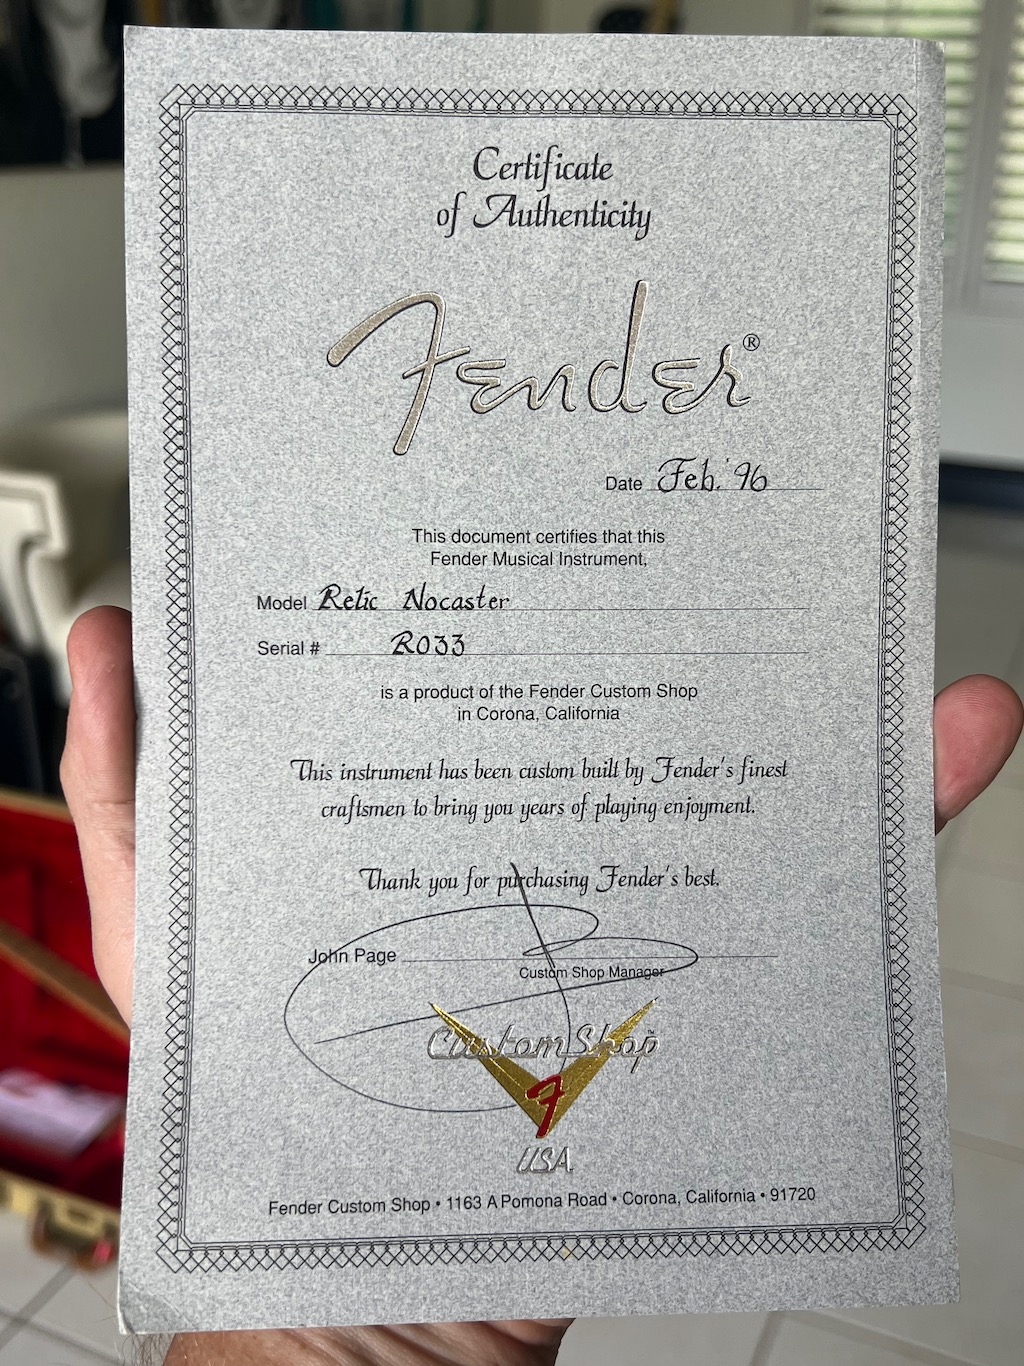 Certificate
of Authenticity
Fender®
Date Feb. '96
This document certifies that this
Fender Musical Instrument,
Model Relic Nocaster
Serial # R033
is a product of the Fender Custom Shop
in Corona, California
This instrument has been custom built by Fender's finest
craftsmen to bring you years of playing enjoyment.
Thank you for purchasing Fender's best.
John Page
Custom Shop Manager
Custom Shop
F
USA
Fender Custom Shop • 1163 A Pomona Road • Corona, California • 91720